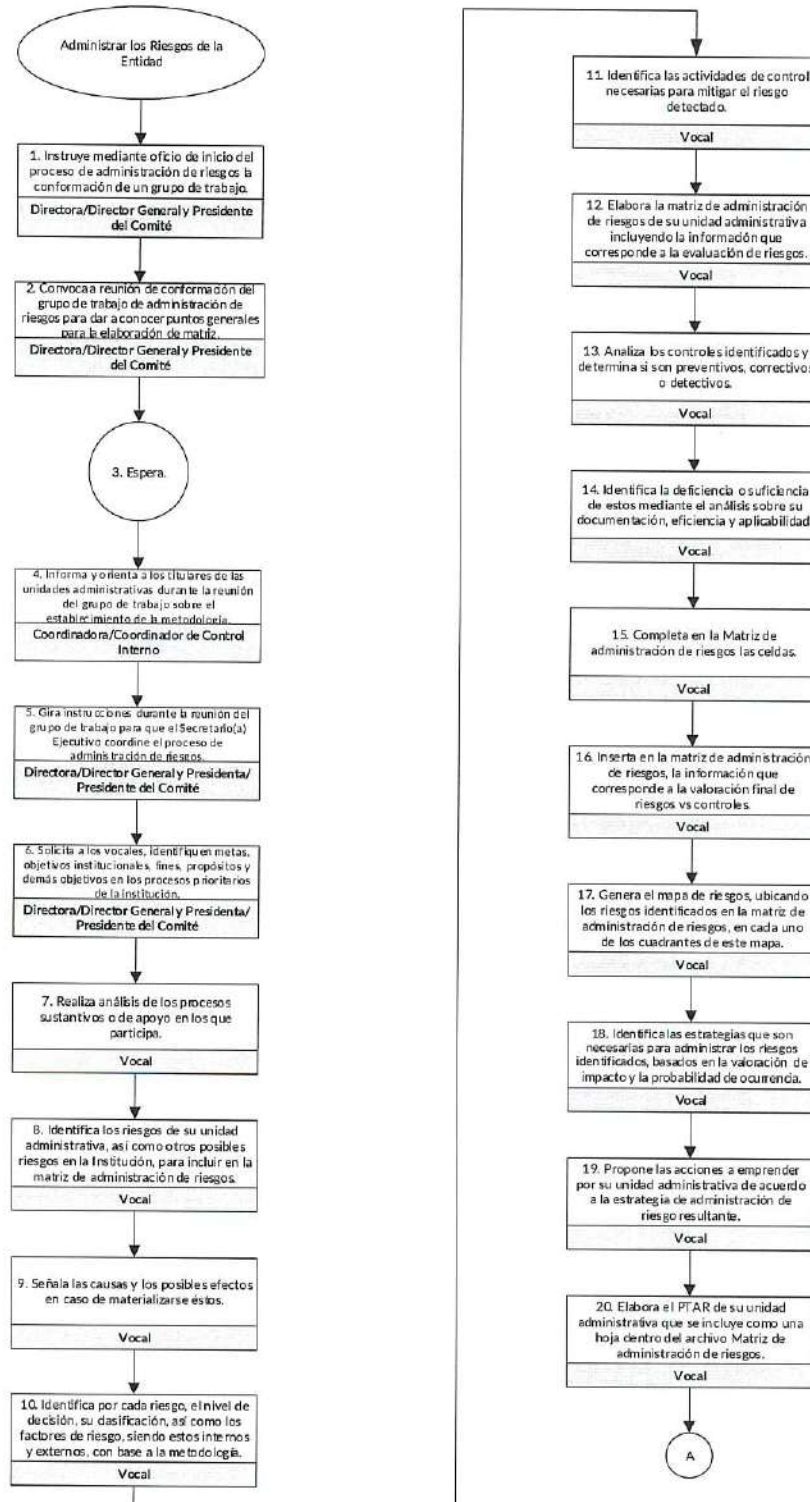 Administrar los Riesgos de la
Entidad
1. Instruye mediante oficio de inicio del
proceso de administración de riesgos la
conformación de un grupo de trabajo.
Directora/Director General y Presidente
del Comité
2. Convoca a reunión de conformación del
grupo de trabajo de administración de
riesgos para dar a conocer puntos generales
para la elaboración de matriz.
Directora/Director General y Presidente
del Comité
3. Espera.
4. Informa y orienta a los titulares de las
unidades administrativas durante la reunión
del grupo de trabajo sobre el
establecimiento de la metodología.
Coordinadora/Coordinador de Control
Interno
5. Gira instrucciones durante la reunión del
grupo de trabajo para que el Secretario(a)
Ejecutivo coordine el proceso de
administración de riesgos.
Directora/Director General y Presidenta/
Presidente del Comité
6. Solicita a los vocales, identifiquen metas,
objetivos institucionales, fines, propósitos y
demás objetivos en los procesos prioritarios
de la institución.
Directora/Director General y Presidenta/
Presidente del Comité
7. Realiza análisis de los procesos
sustantivos o de apoyo en los que
participa.
Vocal
8. Identifica los riesgos de su unidad
administrativa, así como otros posibles
riesgos en la Institución, para incluir en la
matriz de administración de riesgos.
Vocal
9. Señala las causas y los posibles efectos
en caso de materializarse éstos.
Vocal
10. Identifica por cada riesgo, el nivel de
decisión, su clasificación, así como los
factores de riesgo, siendo estos internos
y externos, con base a la metodología.
Vocal
11. Identifica las actividades de control
necesarias para mitigar el riesgo
detectado.
Vocal
12. Elabora la matriz de administración
de riesgos de su unidad administrativa
incluyendo la información que
corresponde a la evaluación de riesgos.
Vocal
13. Analiza los controles identificados y
determina si son preventivos, correctivos
o detectivos.
Vocal
14. Identifica la deficiencia o suficiencia
de estos mediante el análisis sobre su
documentación, eficiencia y aplicabilidad
Vocal
15. Completa en la Matriz de
administración de riesgos las celdas.
Vocal
16. Inserta en la matriz de administración
de riesgos, la información que
corresponde a la valoración final de
riesgos vs controles.
Vocal
17. Genera el mapa de riesgos, ubicando
los riesgos identificados en la matriz de
administración de riesgos, en cada uno
de los cuadrantes de este mapa.
Vocal
18. Identifica las estrategias que son
necesarias para administrar los riesgos
identificados, basados en la valoración de
impacto y la probabilidad de ocurrencia.
Vocal
19. Propone las acciones a emprender
por su unidad administrativa de acuerdo
a la estrategia de administración de
riesgo resultante.
Vocal
20. Elabora el PTAR de su unidad
administrativa que se incluye como una
hoja dentro del archivo Matriz de
administración de riesgos.
Vocal
A